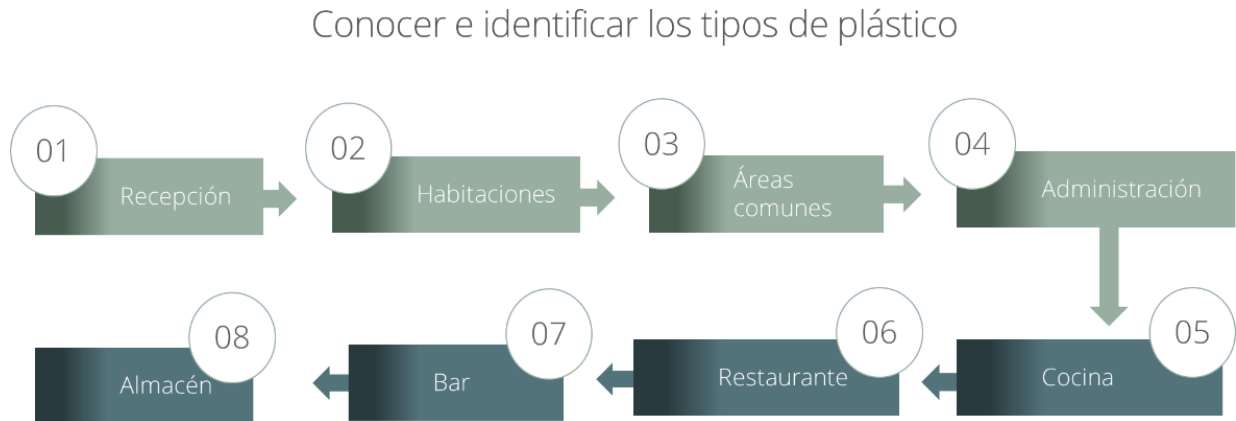 Conocer e identificar los tipos de plástico
01
Recepción
02
Habitaciones
03
Áreas
comunes
04
Administración
05
Cocina
06
Restaurante
07
Bar
08
Almacén